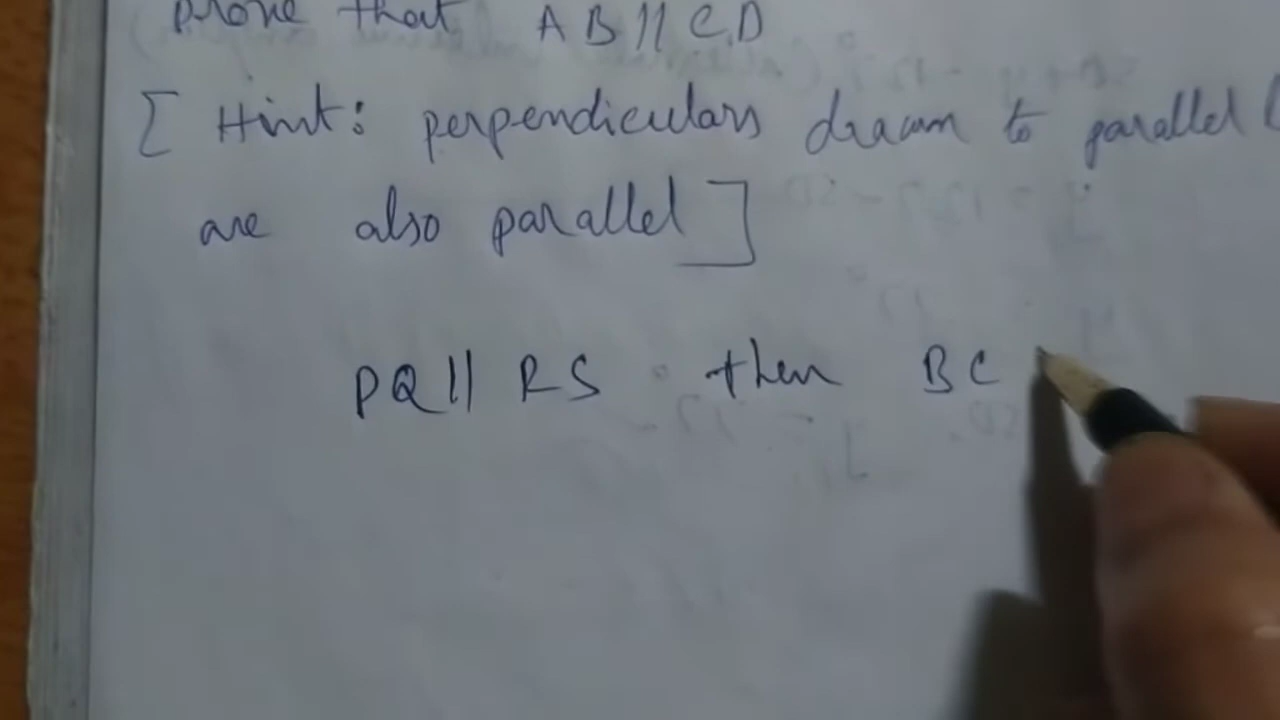 prove that AB || CD
[ Hint: perpendiculars drawn to parallel
are also parallel ]
PQ || RS then BC